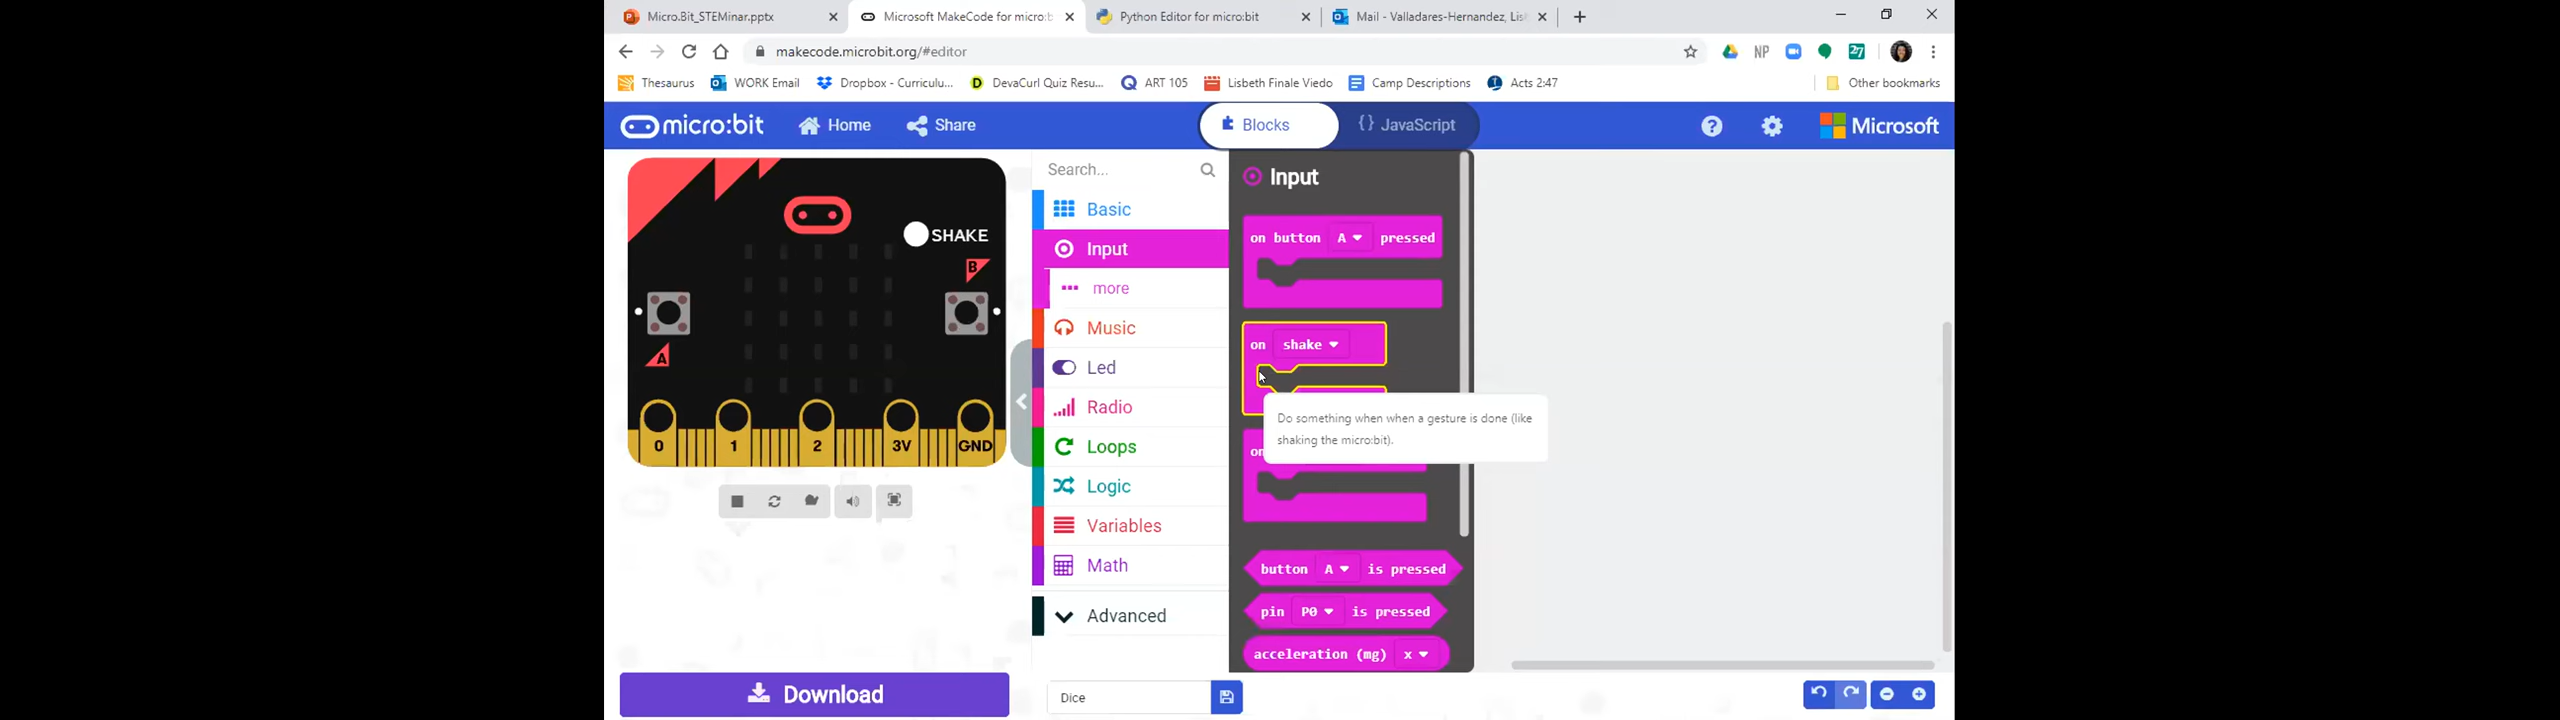 Micro.Bit_STEMinar.pptx
Microsoft MakeCode for micro:b
Python Editor for micro:bit
Mail - Valladares-Hernandez, Lis
makecode.microbit.org/#editor
NP
27
Thesaurus
WORK Email
Dropbox - Curriculu...
D
DevaCurl Quiz Resu...
ART 105
Lisbeth Finale Viedo
Camp Descriptions
Acts 2:47
Other bookmarks
micro:bit
Home
Share
Blocks
{} JavaScript
?
Microsoft
SHAKE
B
A
0
1
2
3V
GND
Search...
Basic
Input
more
Music
Led
Radio
Loops
Logic
Variables
Math
Advanced
Input
on button A pressed
on shake
Do something when when a gesture is done (like
shaking the micro:bit).
button A is pressed
pin P0 is pressed
acceleration (mg) x
Download
Dice